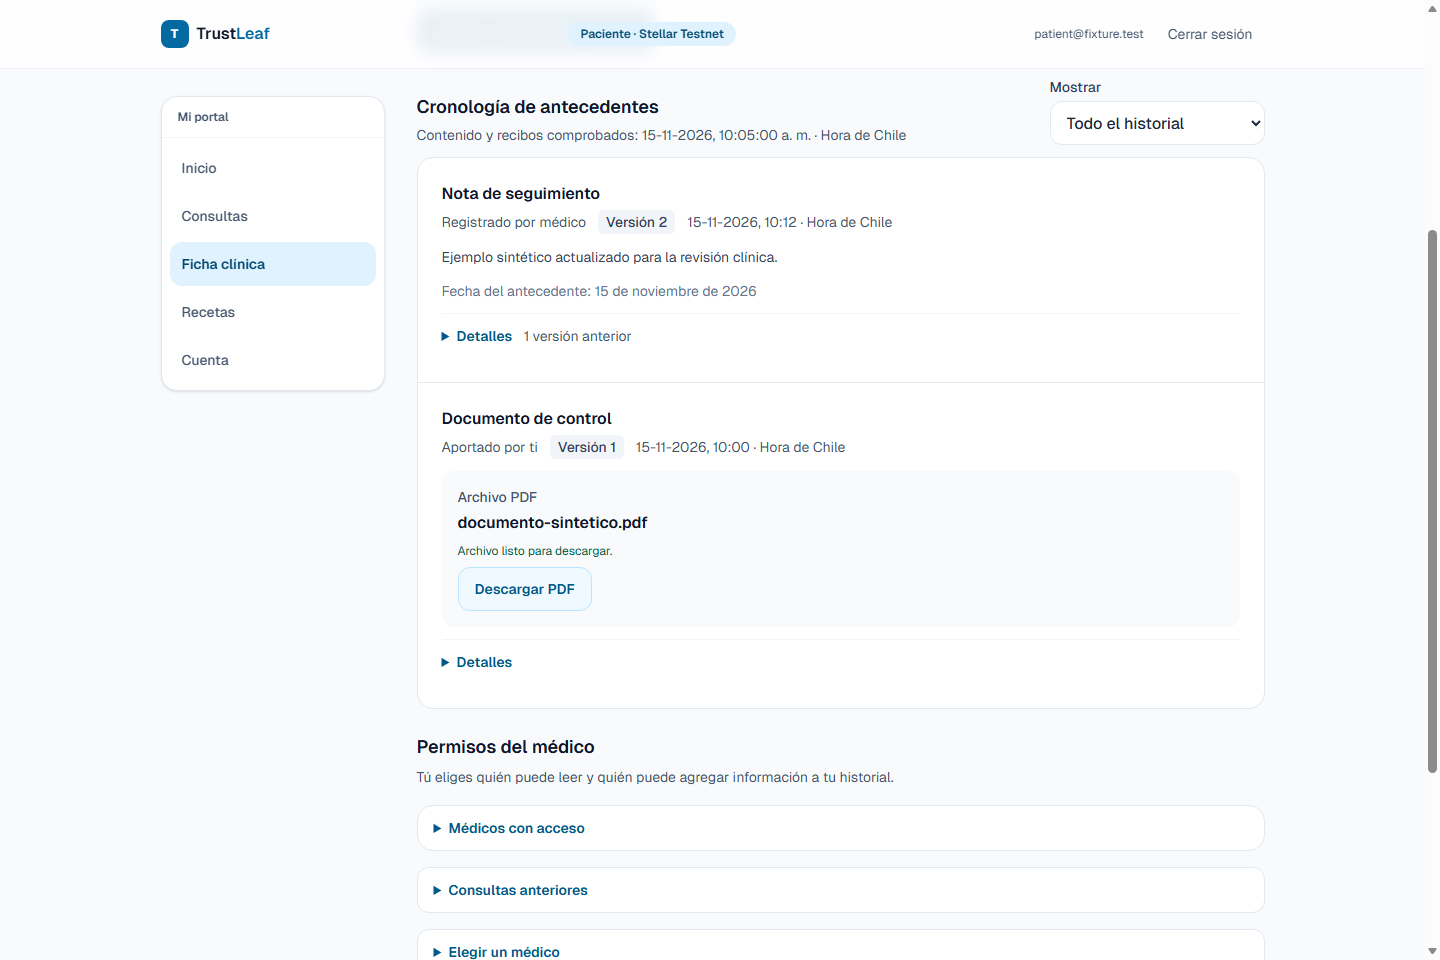 T TrustLeaf
Paciente · Stellar Testnet
patient@fixture.test
Cerrar sesión
Mi portal
Inicio
Consultas
Ficha clínica
Recetas
Cuenta
Cronología de antecedentes
Contenido y recibos comprobados: 15-11-2026, 10:05:00 a. m. · Hora de Chile
Mostrar
Todo el historial
Nota de seguimiento
Registrado por médico Versión 2 15-11-2026, 10:12 · Hora de Chile
Ejemplo sintético actualizado para la revisión clínica.
Fecha del antecedente: 15 de noviembre de 2026
Detalles 1 versión anterior
Documento de control
Aportado por ti Versión 1 15-11-2026, 10:00 · Hora de Chile
Archivo PDF
documento-sintetico.pdf
Archivo listo para descargar.
Descargar PDF
Detalles
Permisos del médico
Tú eliges quién puede leer y quién puede agregar información a tu historial.
Médicos con acceso
Consultas anteriores
Elegir un médico